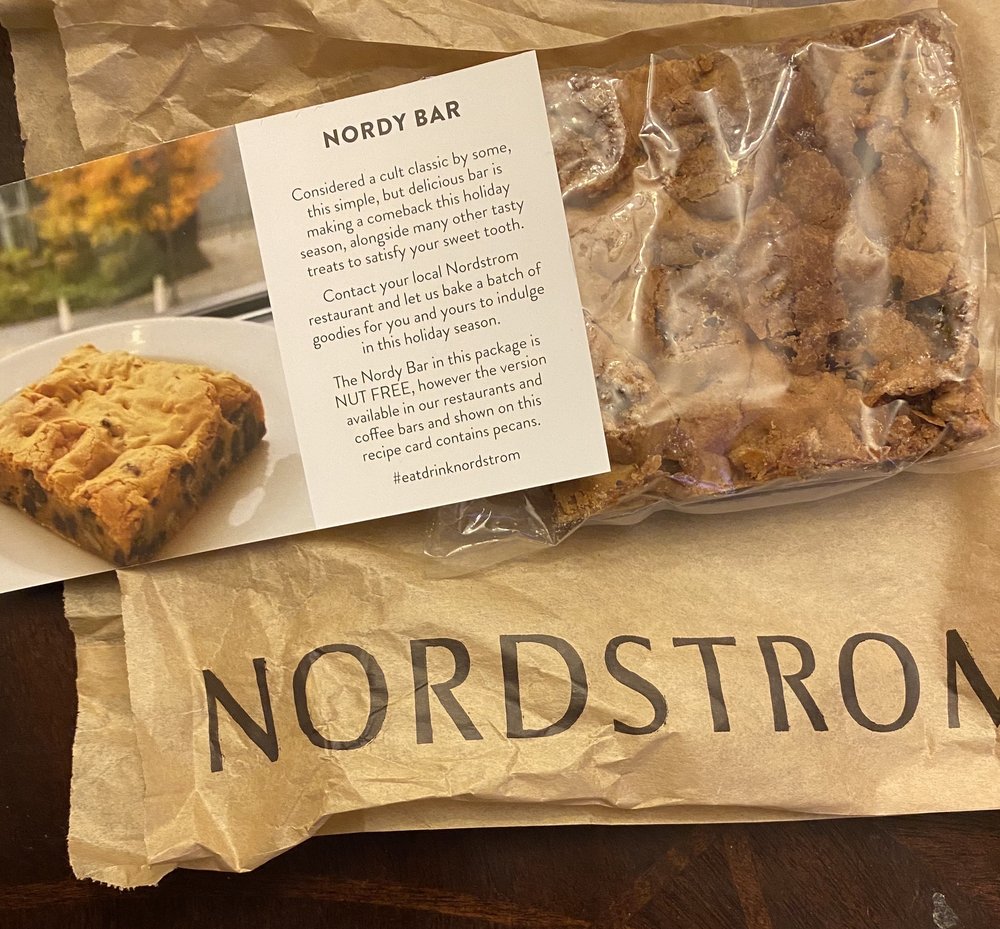 NORDY BAR
Considered a cult classic by some,
this simple, but delicious bar is
making a comeback this holiday
season, alongside many other tasty
treats to satisfy your sweet tooth.
Contact your local Nordstrom
restaurant and let us bake a batch of
goodies for you and yours to indulge
in this holiday season.
The Nordy Bar in this package is
NUT FREE, however the version
available in our restaurants and
coffee bars and shown on this
recipe card contains pecans.
#eatdrinknordstrom
NORDSTROM